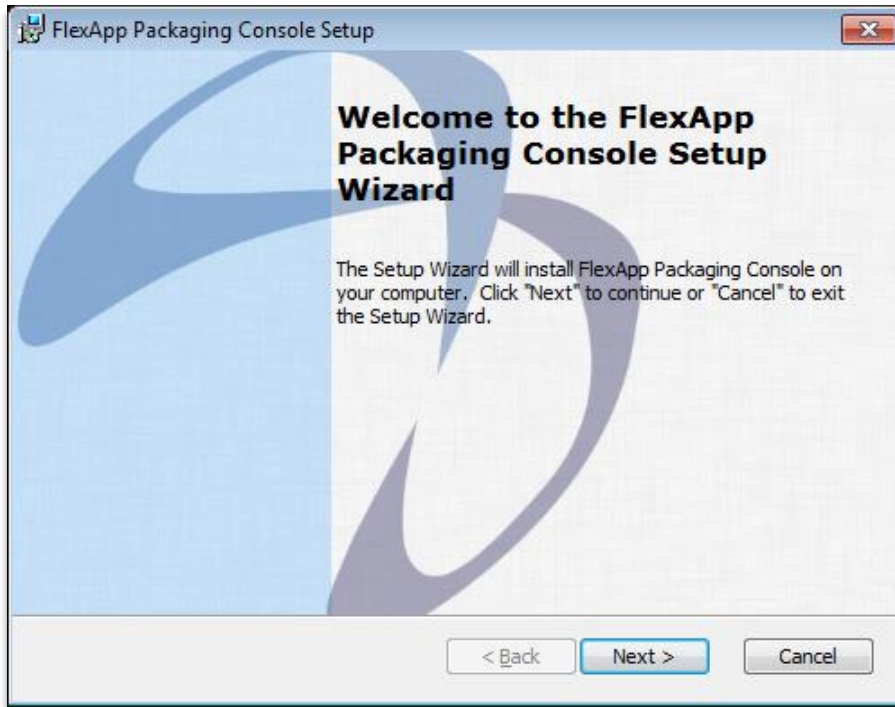 FlexApp Packaging Console Setup
Welcome to the FlexApp
Packaging Console Setup
Wizard
The Setup Wizard will install FlexApp Packaging Console on
your computer.  Click "Next" to continue or "Cancel" to exit
the Setup Wizard.
< Back
Next >
Cancel